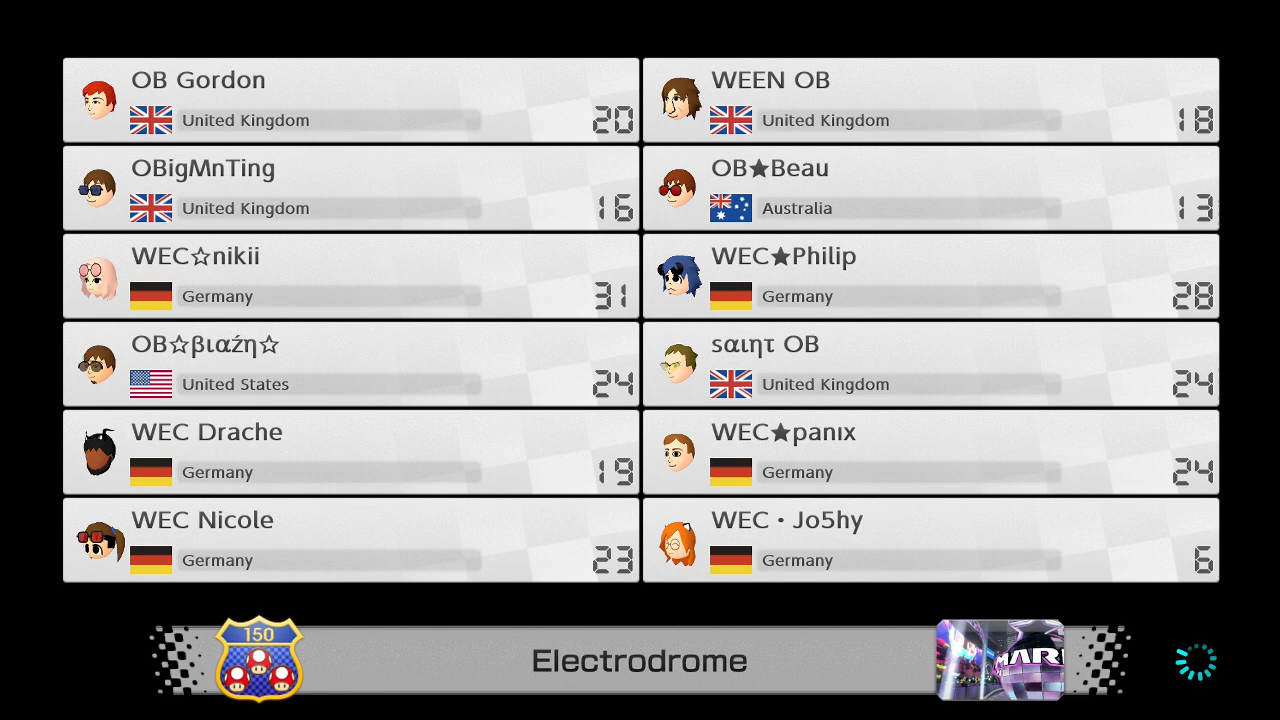 OB Gordon
United Kingdom
20
WEEN OB
United Kingdom
18
OBigMnTing
United Kingdom
16
OB★Beau
Australia
13
WEC☆nikii
Germany
31
WEC★Philip
Germany
28
OB☆βιαźη☆
United States
24
sαιητ OB
United Kingdom
24
WEC Drache
Germany
19
WEC★panıx
Germany
24
WEC Nicole
Germany
23
WEC・Jo5hy
Germany
6
150
Electrodrome
MARI